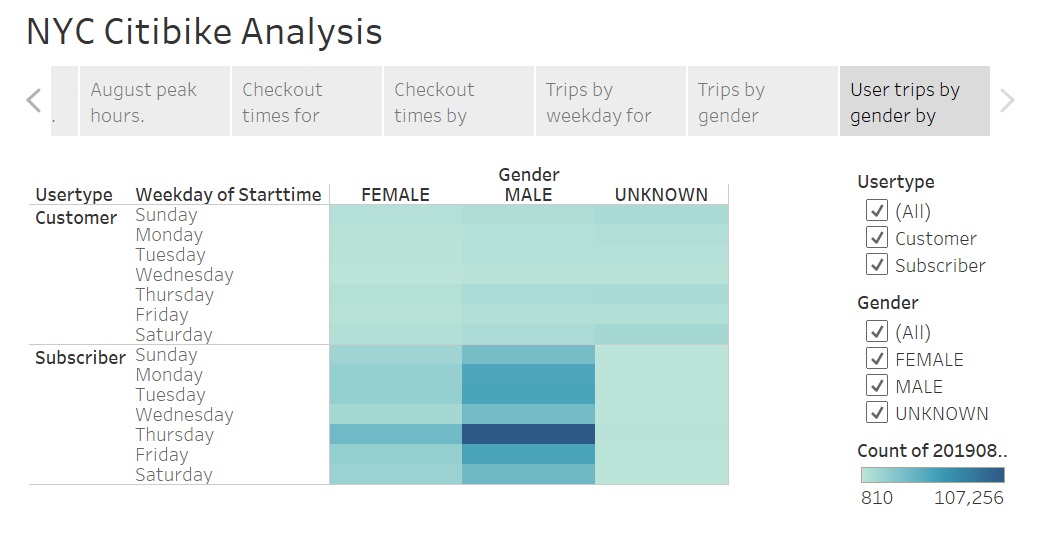 NYC Citibike Analysis
.
August peak
hours.
Checkout
times for
Checkout
times by
Trips by
weekday for
Trips by
gender
User trips by
gender by
Gender
Usertype Weekday of Starttime FEMALE MALE UNKNOWN
Customer Sunday
Monday
Tuesday
Wednesday
Thursday
Friday
Saturday
Subscriber Sunday
Monday
Tuesday
Wednesday
Thursday
Friday
Saturday
Usertype
(All)
Customer
Subscriber
Gender
(All)
FEMALE
MALE
UNKNOWN
Count of 201908..
810 107,256